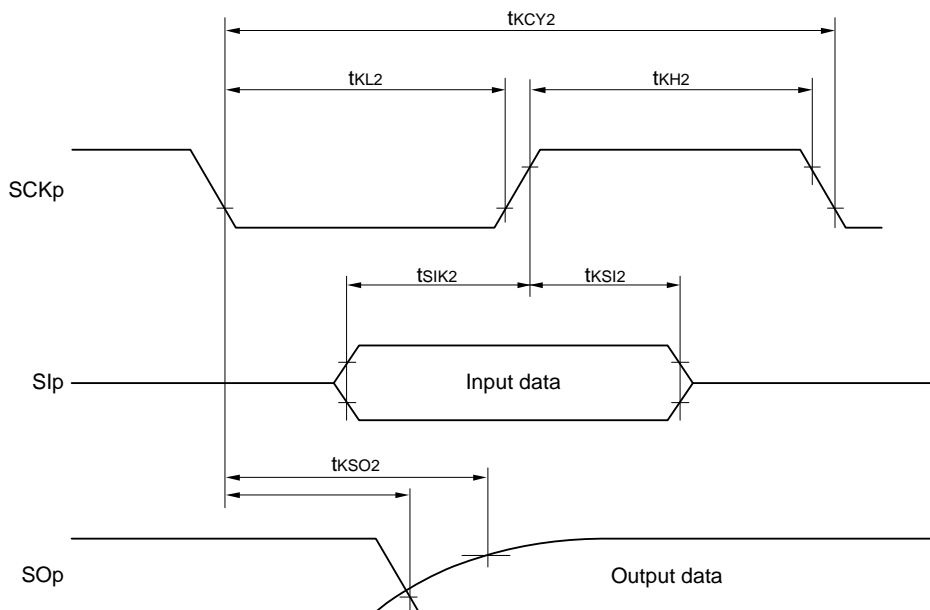 tKCY2
tKL2
tKH2
SCKp
tSIK2
tKSI2
SIp
Input data
tKSO2
SOp
Output data